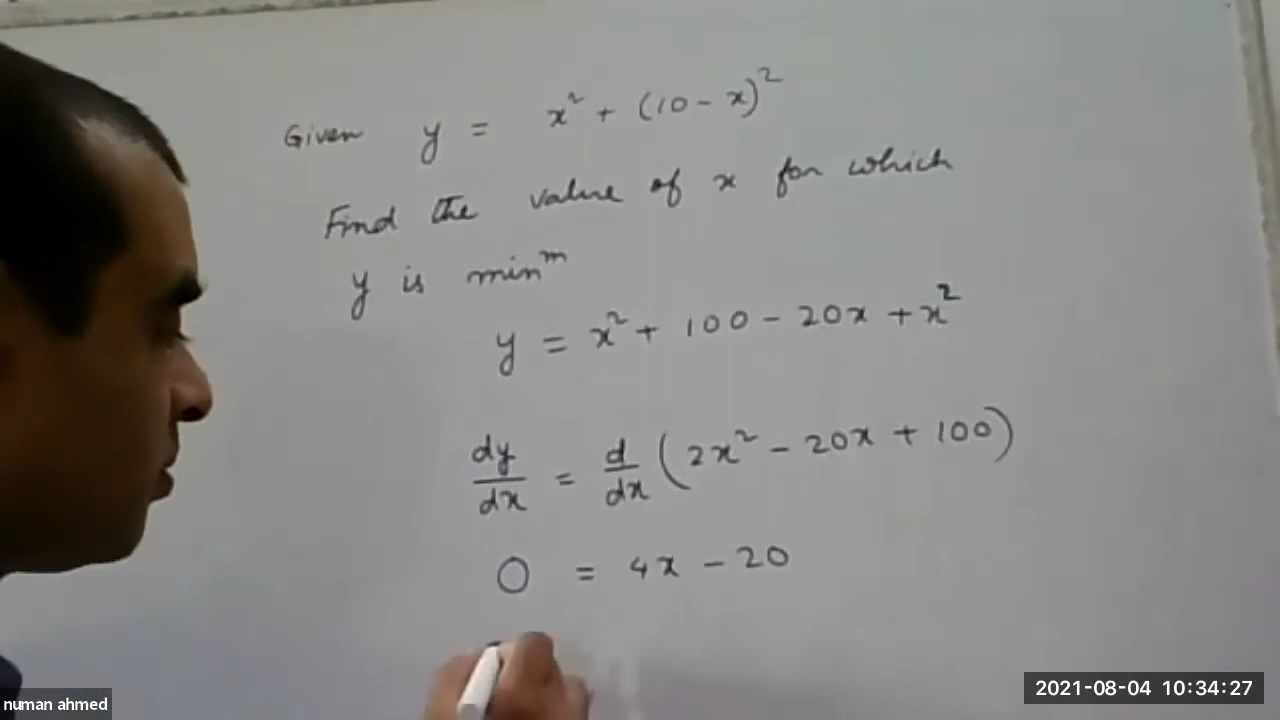 Given y = x² + (10 - x)²
Find the value of x for which
y is minᵐ
y = x² + 100 - 20x + x²
dy/dx = d/dx (2x² - 20x + 100)
0 = 4x - 20
numan ahmed
2021-08-04 10:34:27